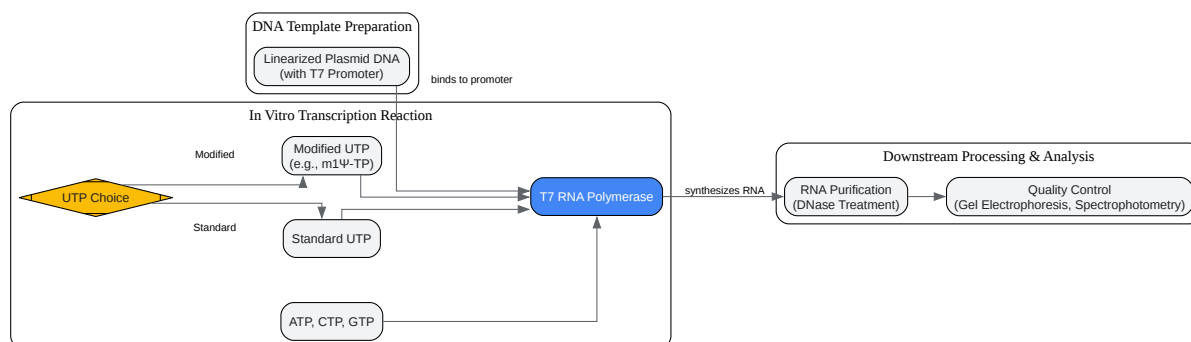 DNA Template Preparation
Linearized Plasmid DNA
(with T7 Promoter)
binds to promoter
In Vitro Transcription Reaction
Modified
Modified UTP
(e.g., m1Ψ-TP)
UTP Choice
Standard
Standard UTP
ATP, CTP, GTP
T7 RNA Polymerase
synthesizes RNA
Downstream Processing & Analysis
RNA Purification
(DNase Treatment)
Quality Control
(Gel Electrophoresis, Spectrophotometry)